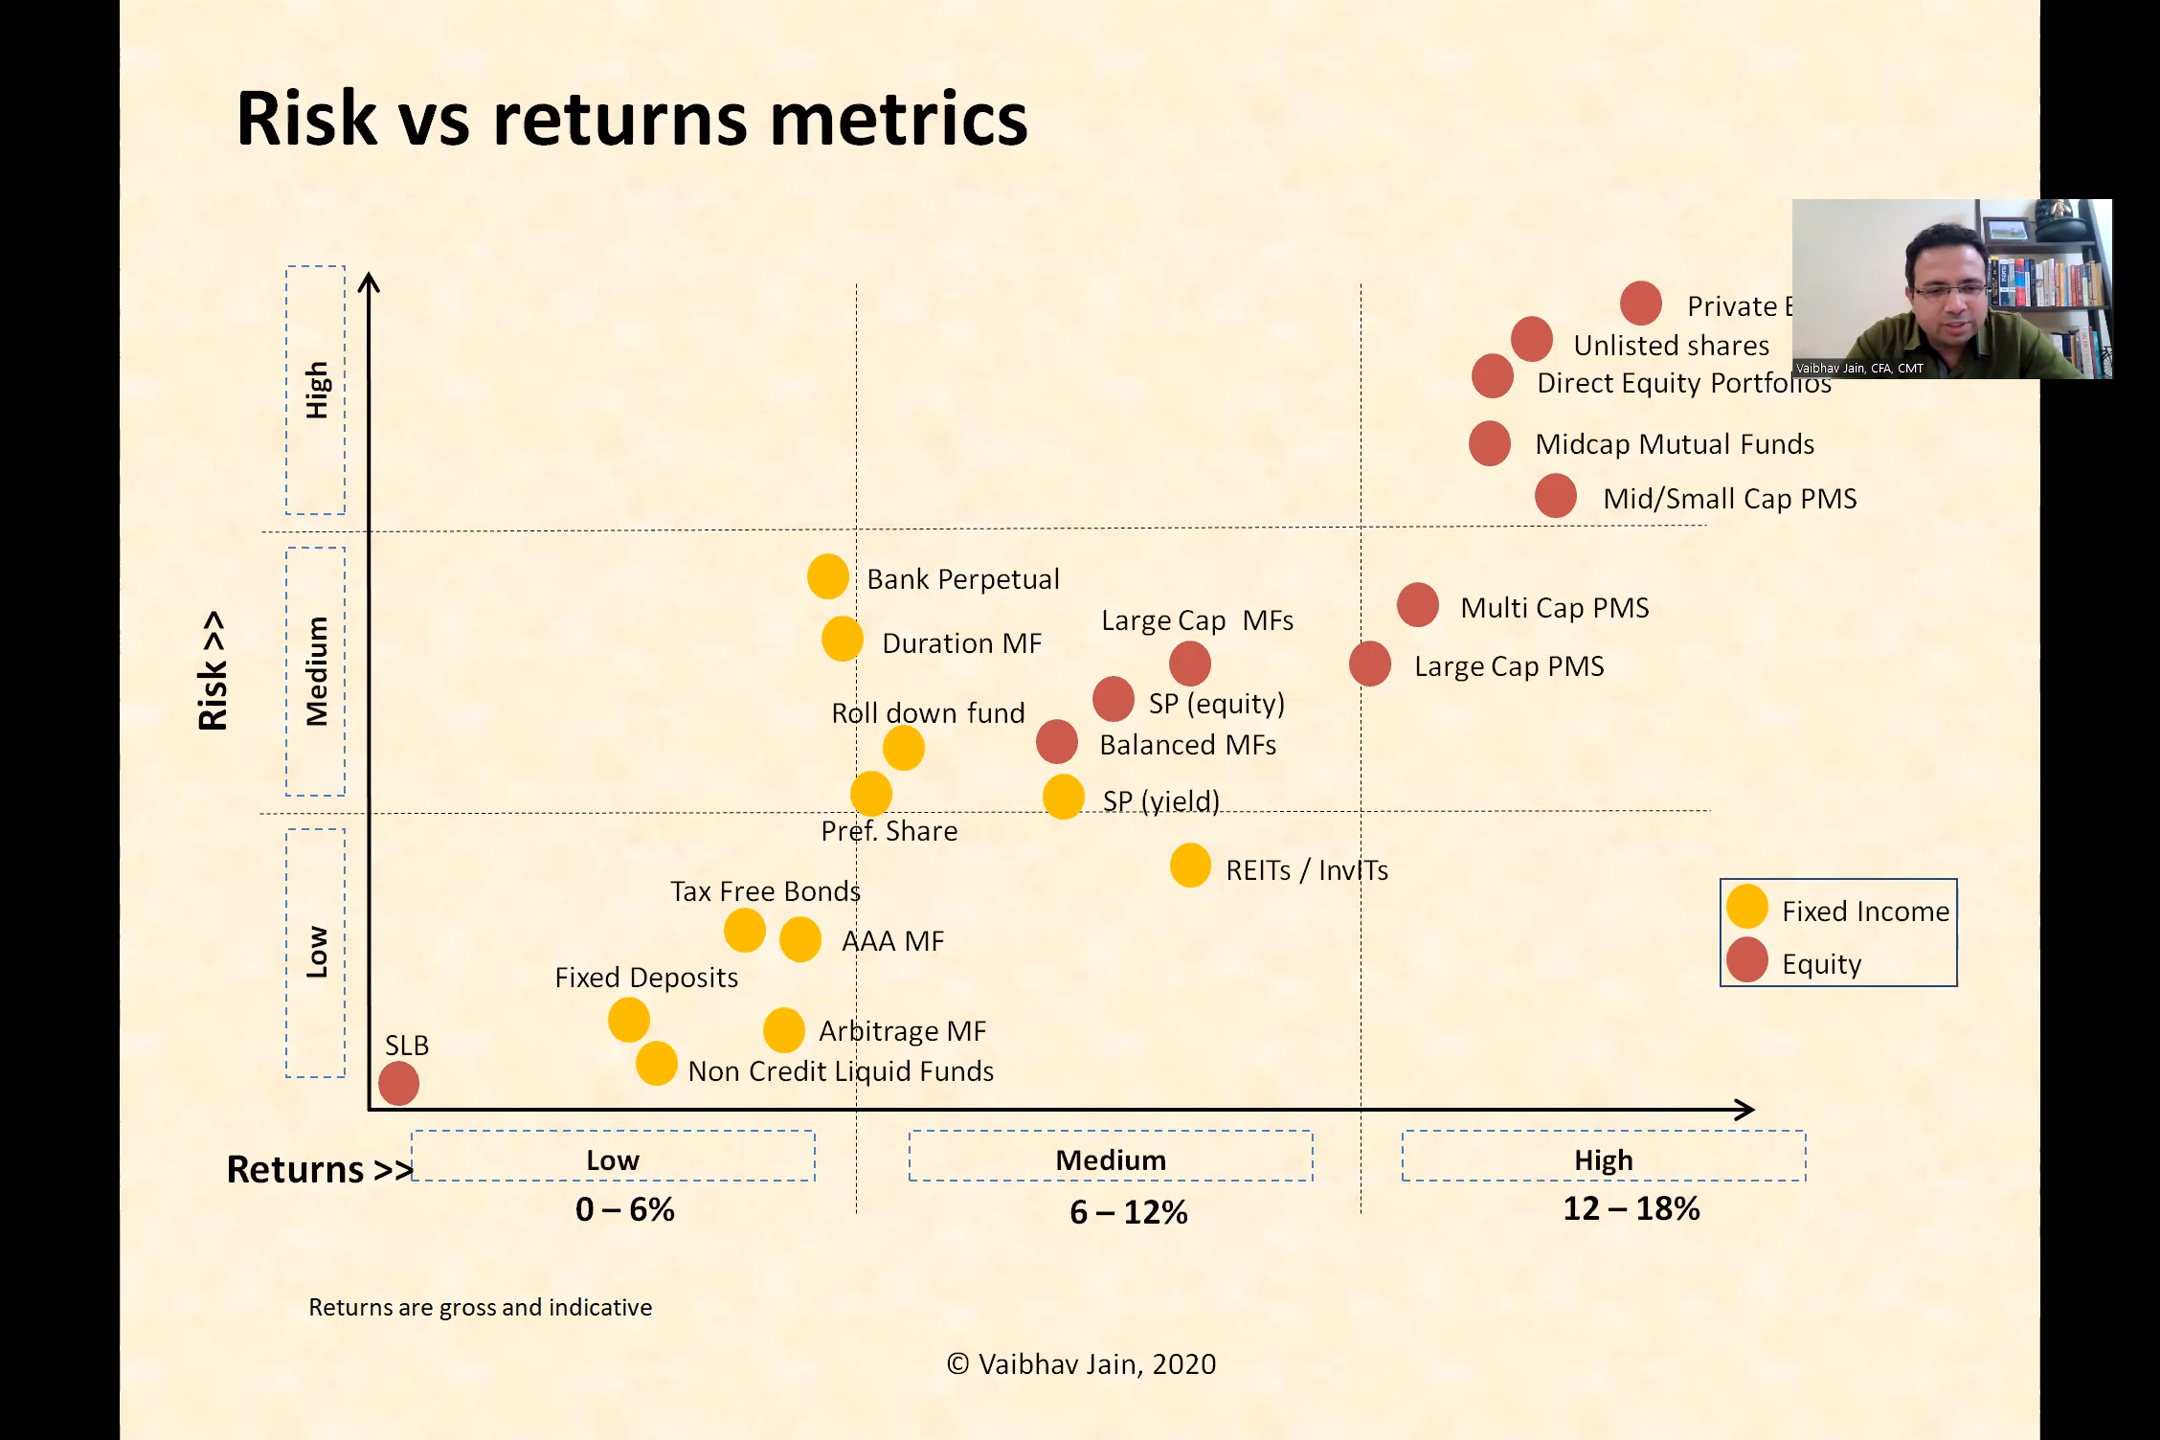 Risk vs returns metrics
Private
Unlisted shares
Direct Equity Portfolios
Vaibhav Jain, CFA, CMT
High
Midcap Mutual Funds
Mid/Small Cap PMS
Bank Perpetual
Multi Cap PMS
Large Cap MFs
Duration MF
Risk >>
Medium
Large Cap PMS
SP (equity)
Roll down fund
Balanced MFs
SP (yield)
Pref. Share
REITs / InvITs
Tax Free Bonds
Fixed Income
AAA MF
Low
Equity
Fixed Deposits
Arbitrage MF
SLB
Non Credit Liquid Funds
Returns >>
Low
Medium
High
0 – 6%
6 – 12%
12 – 18%
Returns are gross and indicative
© Vaibhav Jain, 2020